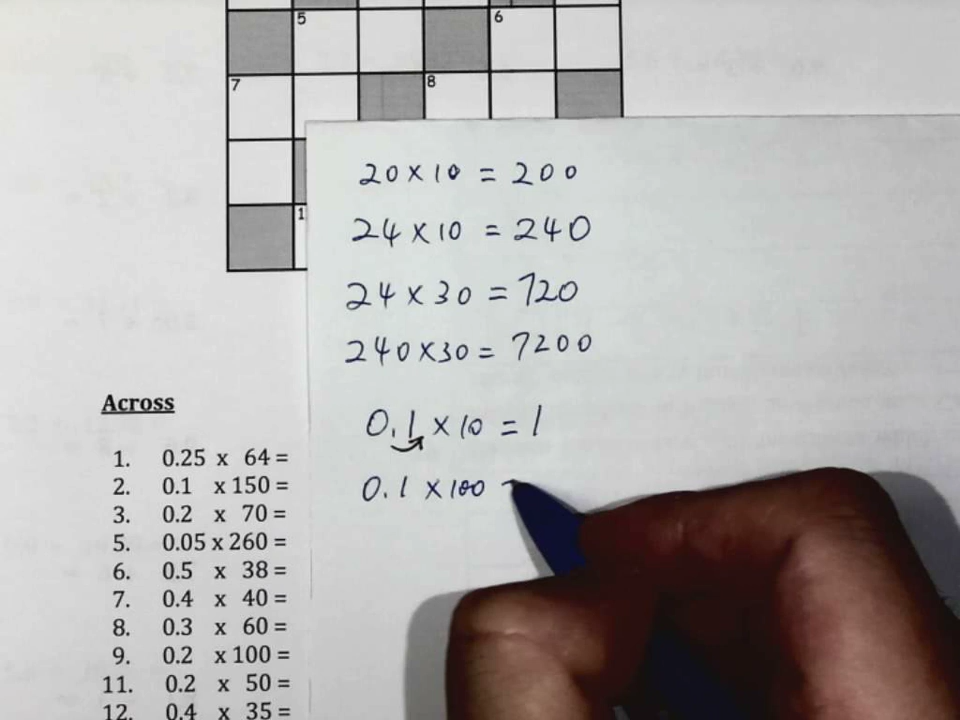 5 6
7 8
1
20 × 10 = 200
24 × 10 = 240
24 × 30 = 720
240 × 30 = 7200
0.1 × 10 = 1
0.1 × 100
Across
1. 0.25 x 64 =
2. 0.1 x 150 =
3. 0.2 x 70 =
5. 0.05 x 260 =
6. 0.5 x 38 =
7. 0.4 x 40 =
8. 0.3 x 60 =
9. 0.2 x 100 =
11. 0.2 x 50 =
12. 0.4 x 35 =